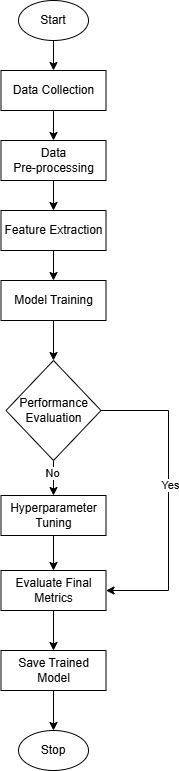 Start
Data Collection
Data
Pre-processing
Feature Extraction
Model Training
Performance
Evaluation
No
Yes
Hyperparameter
Tuning
Evaluate Final
Metrics
Save Trained
Model
Stop